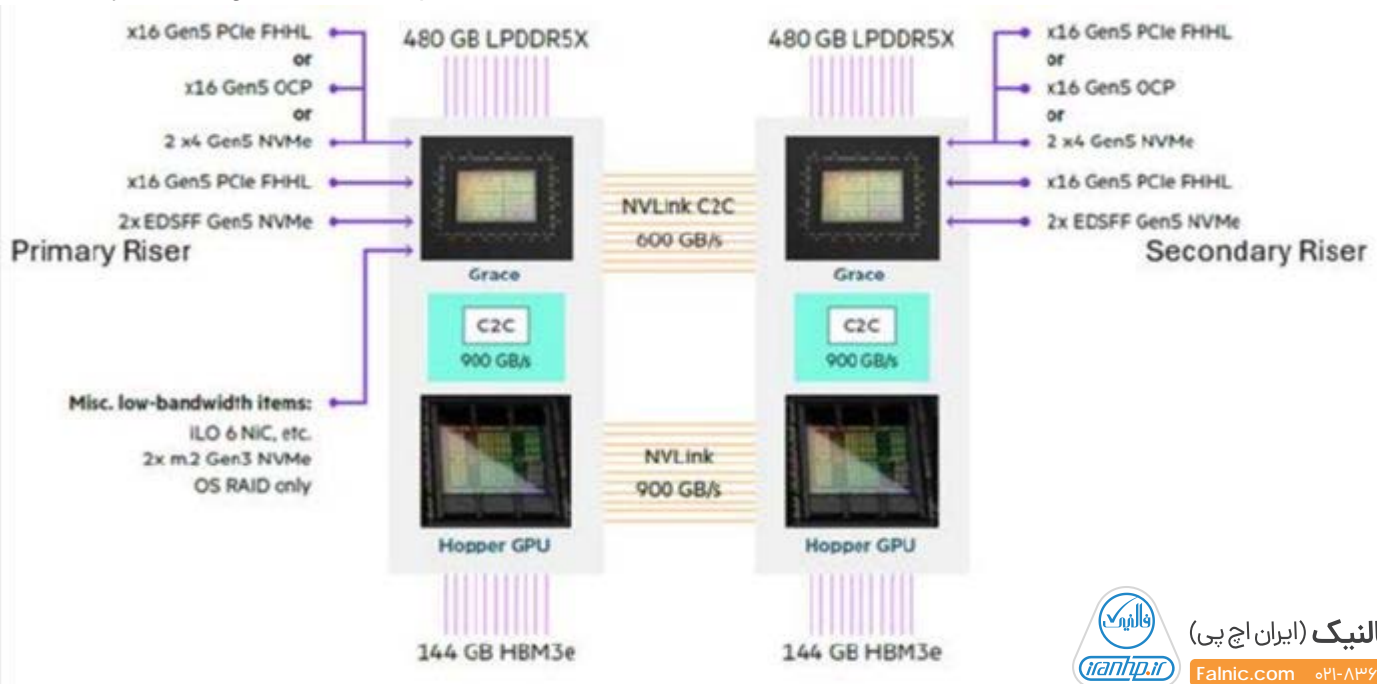 x16 Gen5 PCIe FHHL
or
x16 Gen5 OCP
or
2 x4 Gen5 NVMe
x16 Gen5 PCIe FHHL
2x EDSFF Gen5 NVMe
Primary Riser
Misc. low-bandwidth items:
iLO 6 NIC, etc.
2x m.2 Gen3 NVMe
OS RAID only
480 GB LPDDR5X
Grace
C2C
900 GB/s
Hopper GPU
144 GB HBM3e
NVLink C2C
600 GB/s
NVLink
900 GB/s
480 GB LPDDR5X
Grace
C2C
900 GB/s
Hopper GPU
144 GB HBM3e
x16 Gen5 PCIe FHHL
or
x16 Gen5 OCP
or
2 x4 Gen5 NVMe
x16 Gen5 PCIe FHHL
2x EDSFF Gen5 NVMe
Secondary Riser
فالنیک
iranhp.ir
النیک (ایران اچ پی)
Falnic.com ۰۲۱-۸۳۶